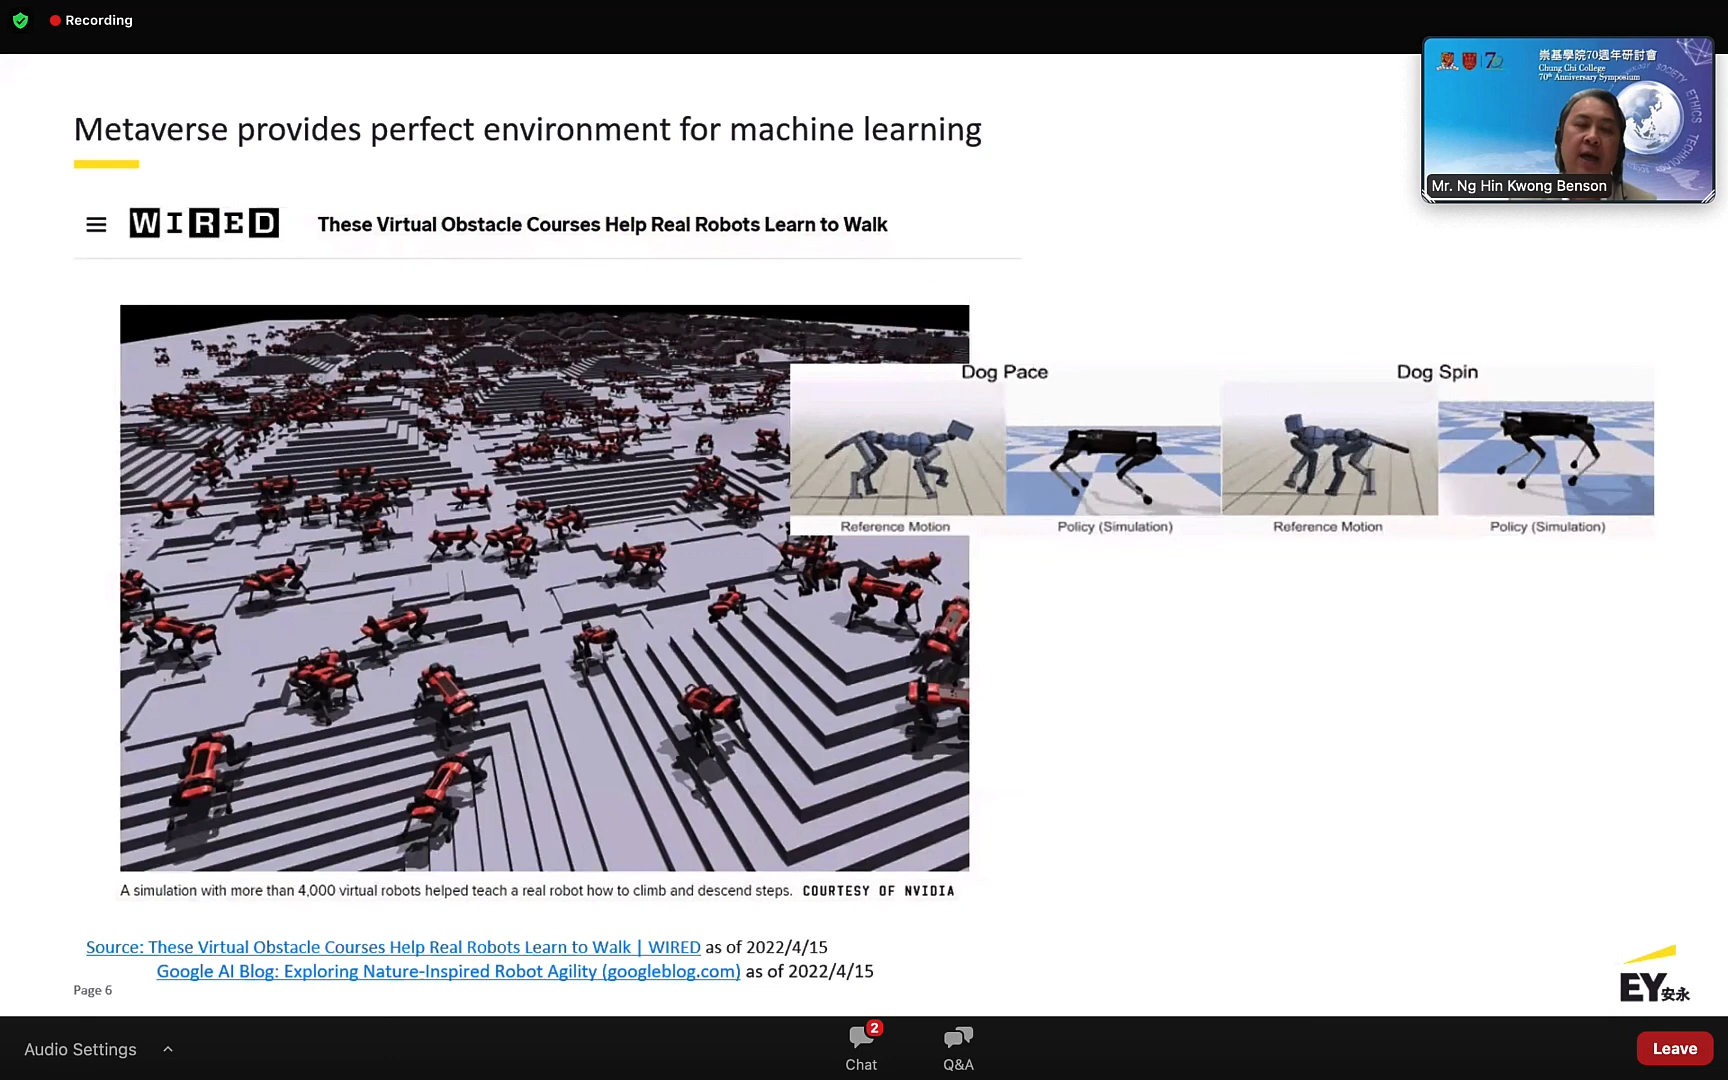 Recording
崇基學院70週年研討會
Chung Chi College
70th Anniversary Symposium
SOCIETY ETHICS TECHNOLOGY
Mr. Ng Hin Kwong Benson
Metaverse provides perfect environment for machine learning
WIRED
These Virtual Obstacle Courses Help Real Robots Learn to Walk
Dog Pace
Dog Spin
Reference Motion
Policy (Simulation)
Reference Motion
Policy (Simulation)
A simulation with more than 4,000 virtual robots helped teach a real robot how to climb and descend steps. COURTESY OF NVIDIA
Source: These Virtual Obstacle Courses Help Real Robots Learn to Walk | WIRED as of 2022/4/15
Google AI Blog: Exploring Nature-Inspired Robot Agility (googleblog.com) as of 2022/4/15
Page 6
EY安永
Audio Settings
2
Chat
Q&A
Leave